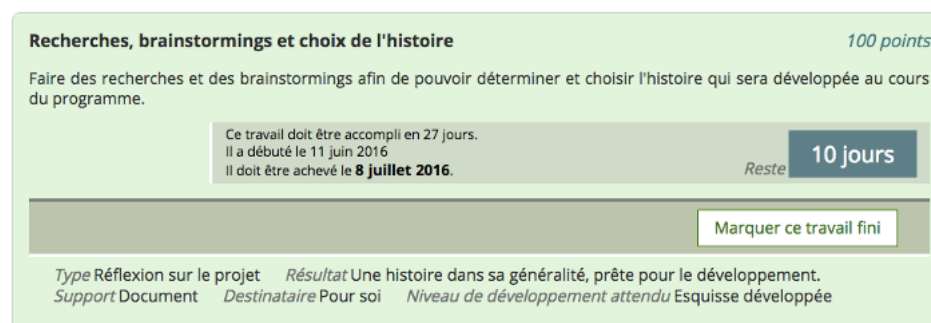 Recherches, brainstormings et choix de l'histoire 100 points
Faire des recherches et des brainstormings afin de pouvoir déterminer et choisir l'histoire qui sera développée au cours
du programme.
Ce travail doit être accompli en 27 jours.
Il a débuté le 11 juin 2016
Il doit être achevé le 8 juillet 2016.
Reste 10 jours
Marquer ce travail fini
Type Réflexion sur le projet Résultat Une histoire dans sa généralité, prête pour le développement.
Support Document Destinataire Pour soi Niveau de développement attendu Esquisse développée